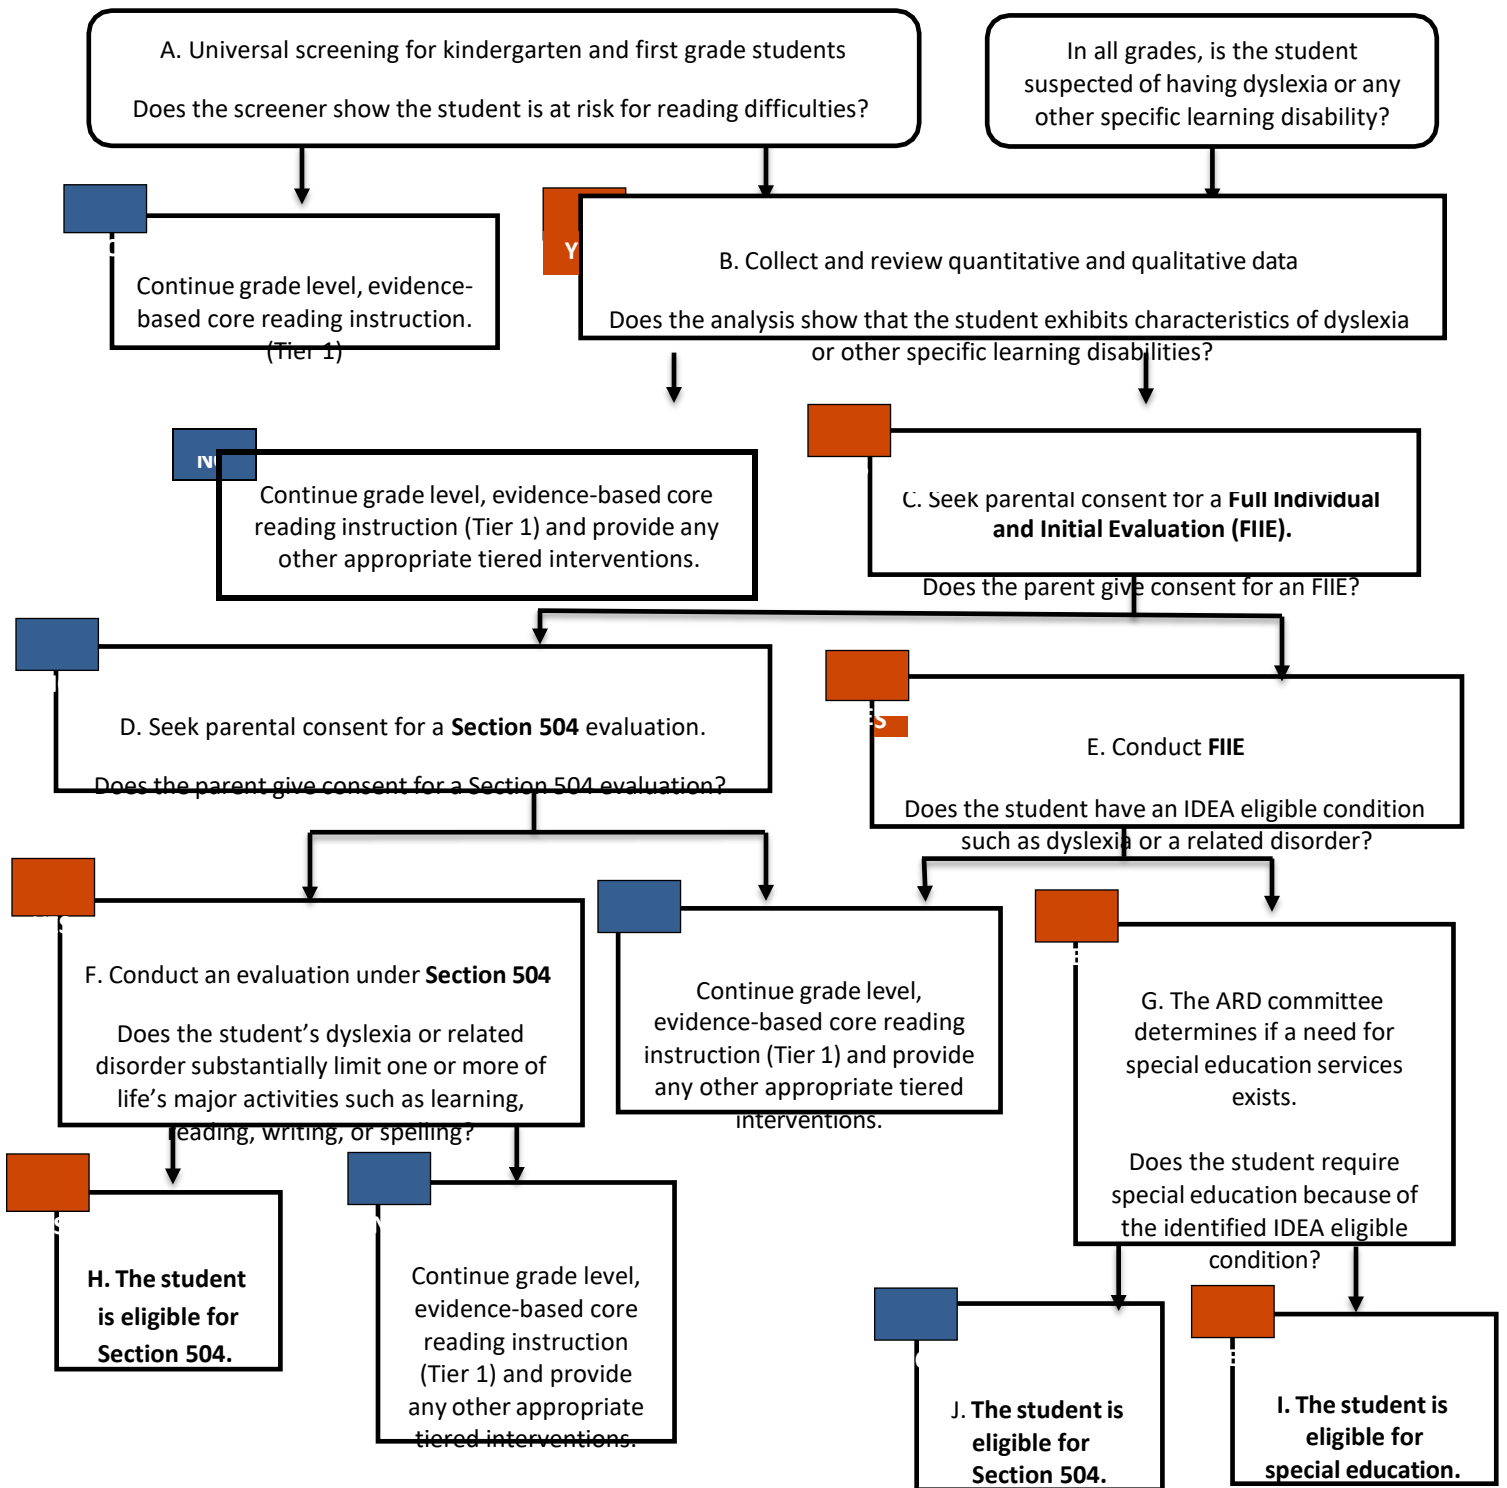 A. Universal screening for kindergarten and first grade students
Does the screener show the student is at risk for reading difficulties?
In all grades, is the student
suspected of having dyslexia or any
other specific learning disability?
Continue grade level, evidence-
based core reading instruction.
(Tier 1)
B. Collect and review quantitative and qualitative data
Does the analysis show that the student exhibits characteristics of dyslexia
or other specific learning disabilities?
Continue grade level, evidence-based core
reading instruction (Tier 1) and provide any
other appropriate tiered interventions.
C. Seek parental consent for a Full Individual
and Initial Evaluation (FIIE).
Does the parent give consent for an FIIE?
D. Seek parental consent for a Section 504 evaluation.
Does the parent give consent for a Section 504 evaluation?
E. Conduct FIIE
Does the student have an IDEA eligible condition
such as dyslexia or a related disorder?
F. Conduct an evaluation under Section 504
Does the student’s dyslexia or related
disorder substantially limit one or more of
life’s major activities such as learning,
reading, writing, or spelling?
Continue grade level,
evidence-based core reading
instruction (Tier 1) and provide
any other appropriate tiered
interventions.
G. The ARD committee
determines if a need for
special education services
exists.
Does the student require
special education because of
the identified IDEA eligible
condition?
H. The student
is eligible for
Section 504.
Continue grade level,
evidence-based core
reading instruction
(Tier 1) and provide
any other appropriate
tiered interventions.
J. The student is
eligible for
Section 504.
I. The student is
eligible for
special education.